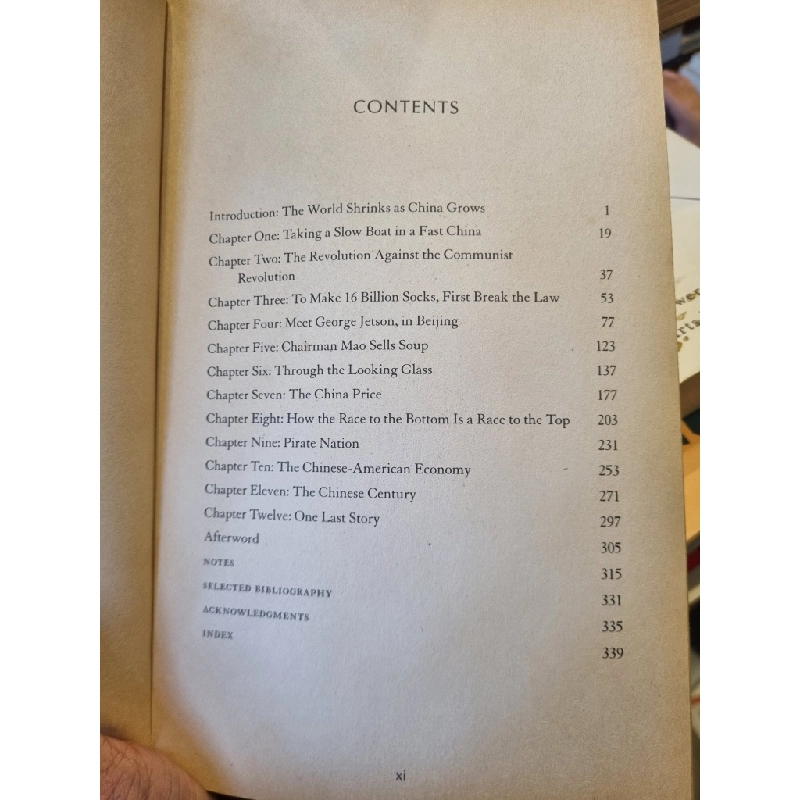 CONTENTS
Introduction: The World Shrinks as China Grows 1
Chapter One: Taking a Slow Boat in a Fast China 19
Chapter Two: The Revolution Against the Communist
Revolution 37
Chapter Three: To Make 16 Billion Socks, First Break the Law 53
Chapter Four: Meet George Jetson, in Beijing 77
Chapter Five: Chairman Mao Sells Soup 123
Chapter Six: Through the Looking Glass 137
Chapter Seven: The China Price 177
Chapter Eight: How the Race to the Bottom Is a Race to the Top 203
Chapter Nine: Pirate Nation 231
Chapter Ten: The Chinese-American Economy 253
Chapter Eleven: The Chinese Century 271
Chapter Twelve: One Last Story 297
Afterword 305
NOTES 315
SELECTED BIBLIOGRAPHY 331
ACKNOWLEDGMENTS 335
INDEX 339
xi